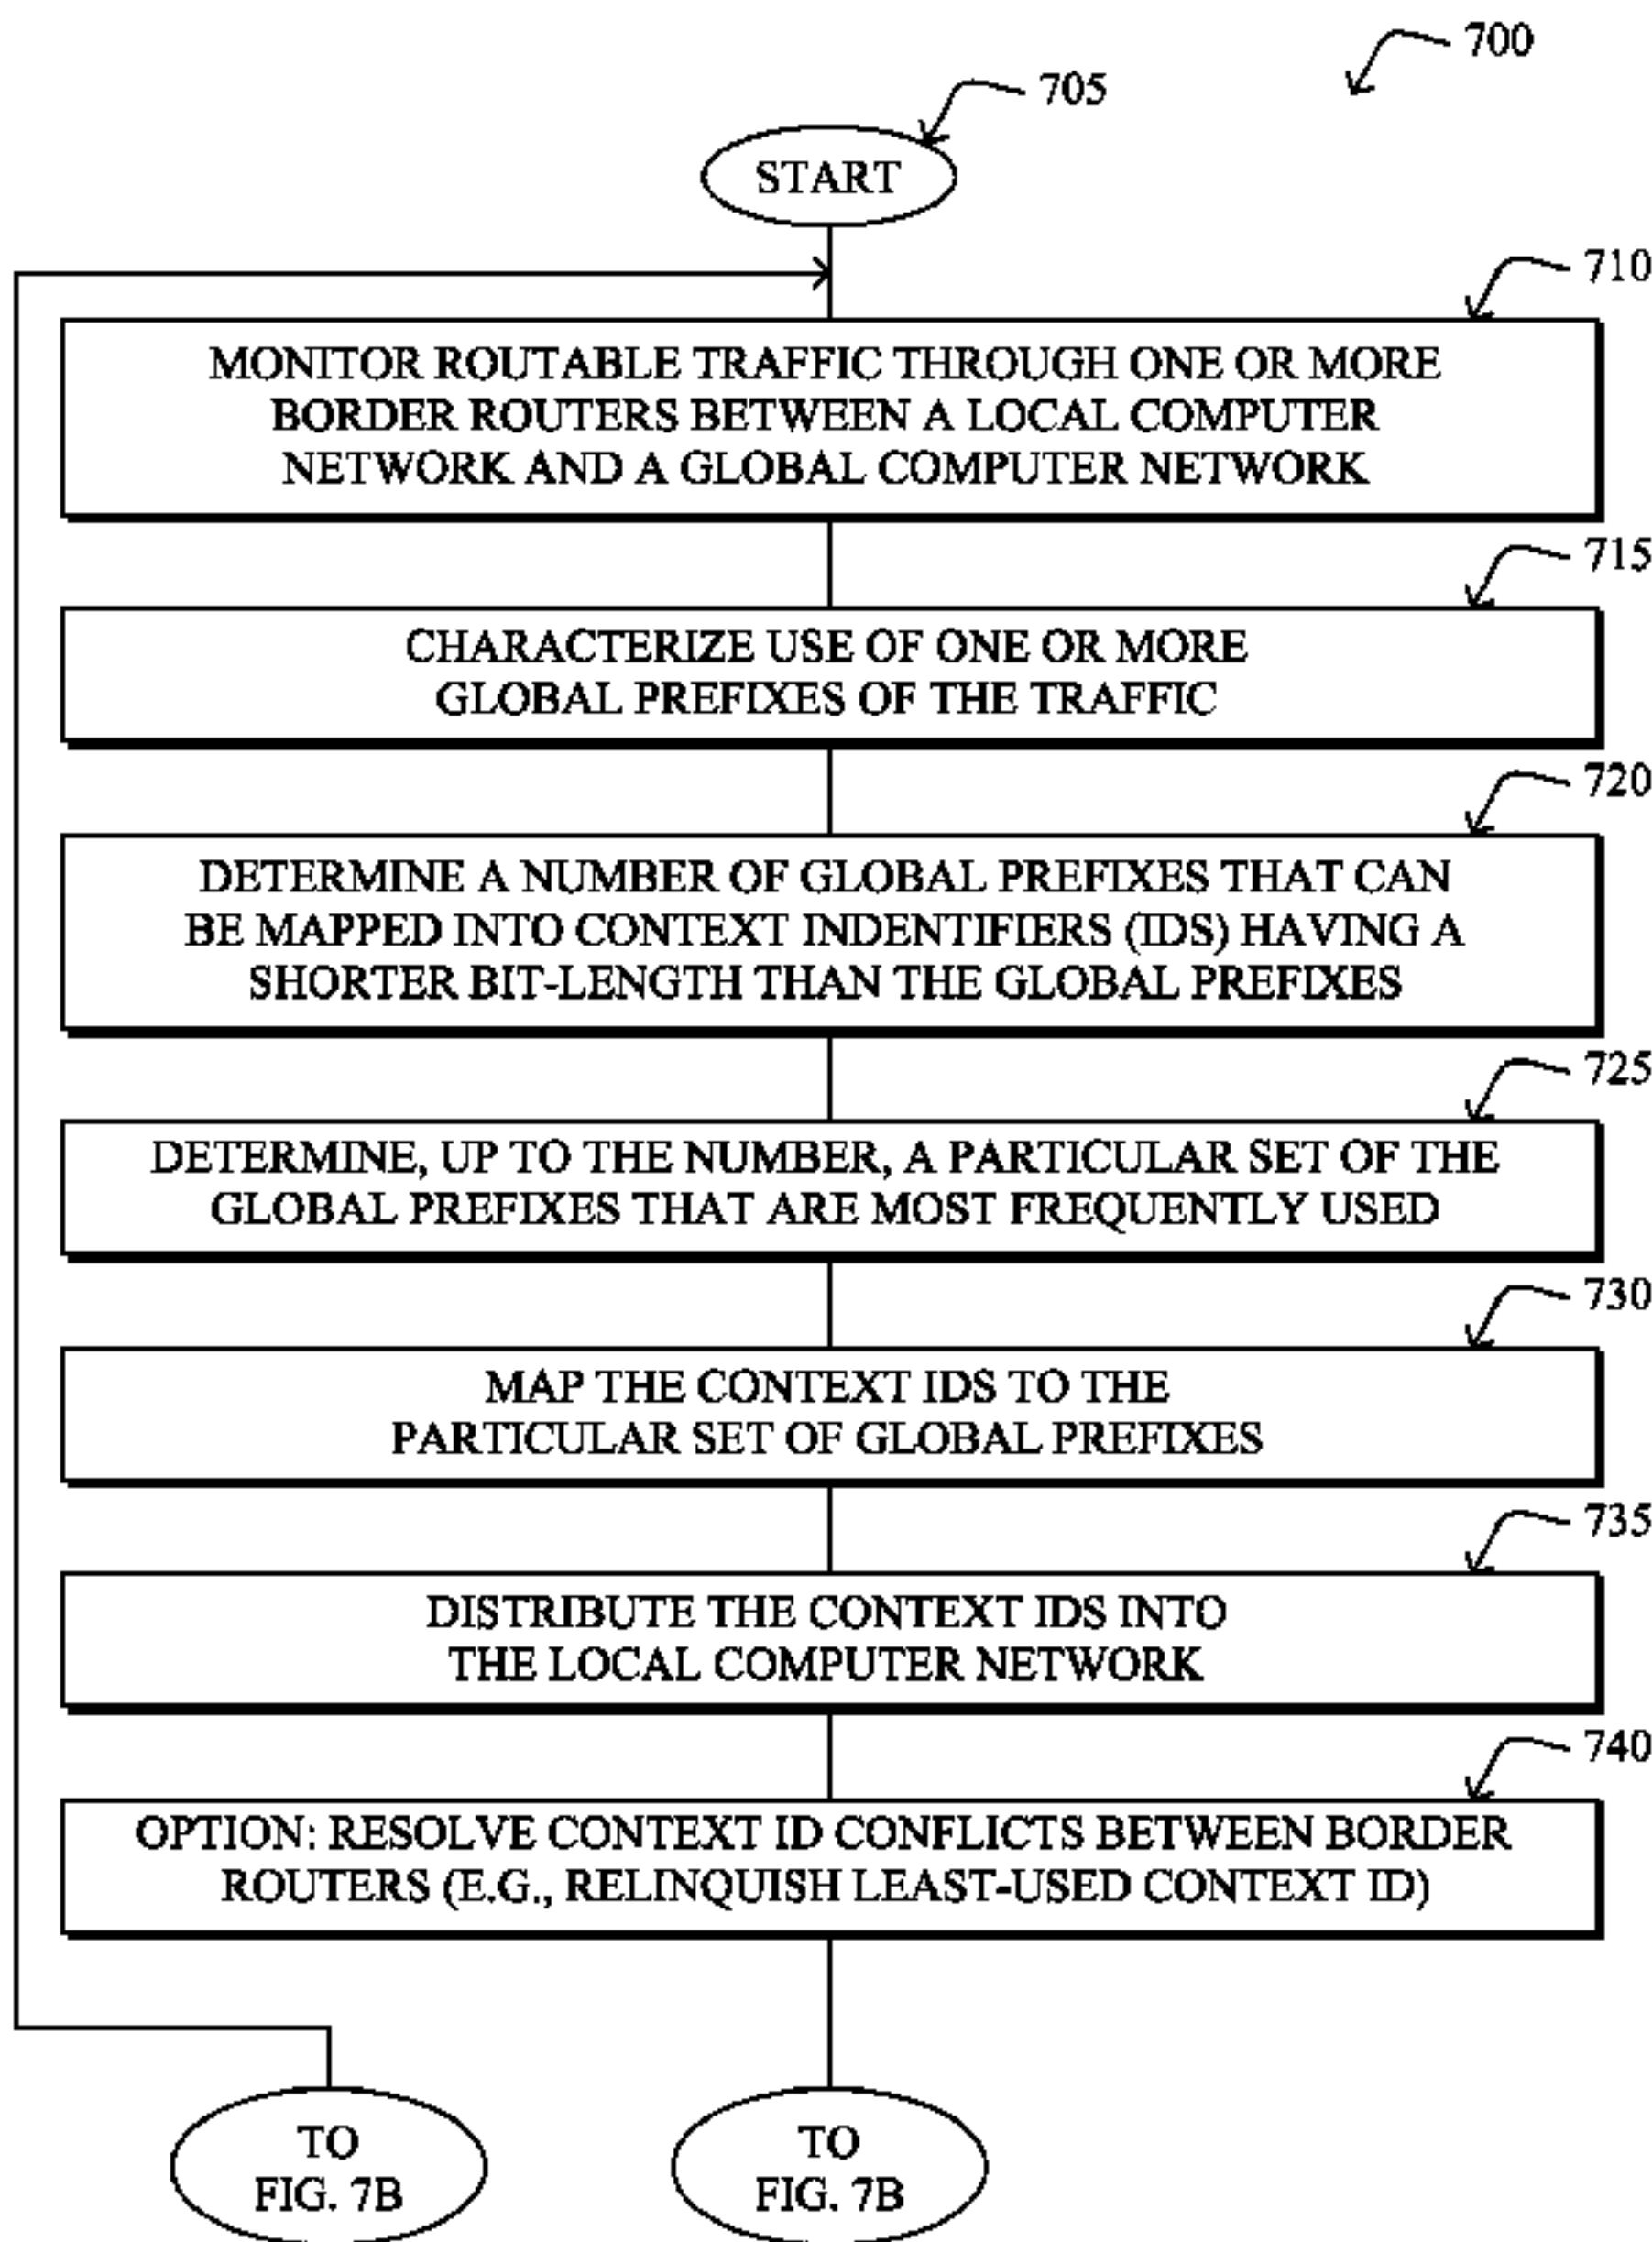 700
705
START
710
MONITOR ROUTABLE TRAFFIC THROUGH ONE OR MORE
BORDER ROUTERS BETWEEN A LOCAL COMPUTER
NETWORK AND A GLOBAL COMPUTER NETWORK
715
CHARACTERIZE USE OF ONE OR MORE
GLOBAL PREFIXES OF THE TRAFFIC
720
DETERMINE A NUMBER OF GLOBAL PREFIXES THAT CAN
BE MAPPED INTO CONTEXT INDENTIFIERS (IDS) HAVING A
SHORTER BIT-LENGTH THAN THE GLOBAL PREFIXES
725
DETERMINE, UP TO THE NUMBER, A PARTICULAR SET OF THE
GLOBAL PREFIXES THAT ARE MOST FREQUENTLY USED
730
MAP THE CONTEXT IDS TO THE
PARTICULAR SET OF GLOBAL PREFIXES
735
DISTRIBUTE THE CONTEXT IDS INTO
THE LOCAL COMPUTER NETWORK
740
OPTION: RESOLVE CONTEXT ID CONFLICTS BETWEEN BORDER
ROUTERS (E.G., RELINQUISH LEAST-USED CONTEXT ID)
TO
FIG. 7B
TO
FIG. 7B